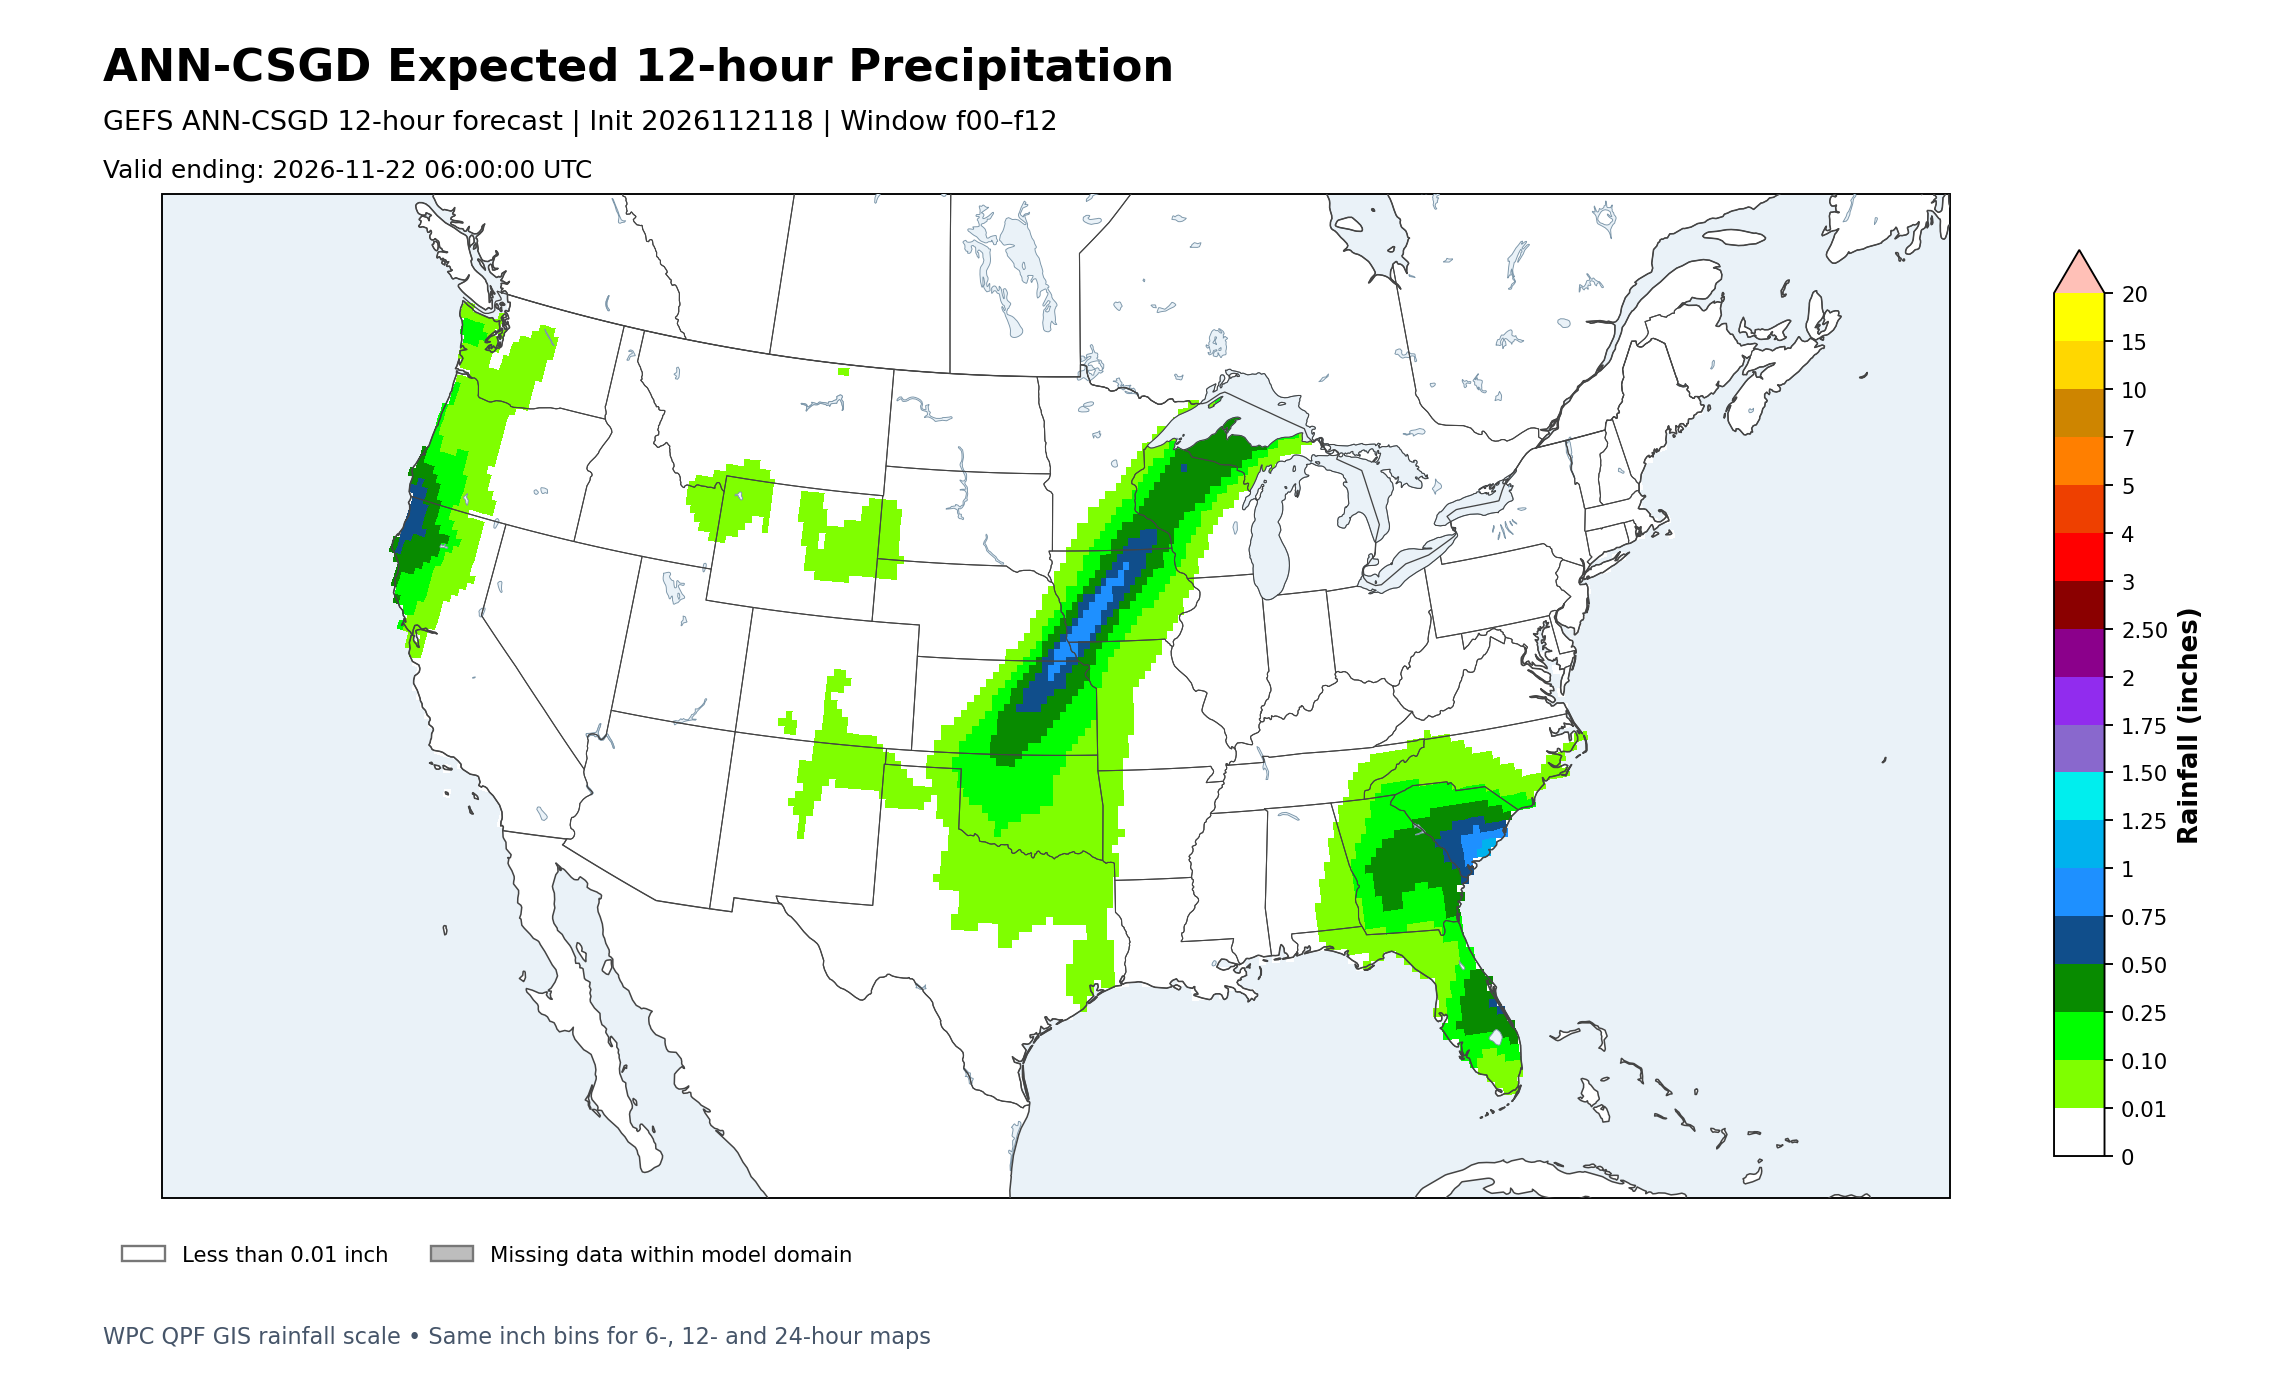 ANN-CSGD Expected 12-hour Precipitation
GEFS ANN-CSGD 12-hour forecast | Init 2026112118 | Window f00–f12
Valid ending: 2026-11-22 06:00:00 UTC
20
15
10
7
5
4
3
2.50
2
1.75
1.50
1.25
1
0.75
0.50
0.25
0.10
0.01
0
Rainfall (inches)
Less than 0.01 inch
Missing data within model domain
WPC QPF GIS rainfall scale • Same inch bins for 6-, 12- and 24-hour maps